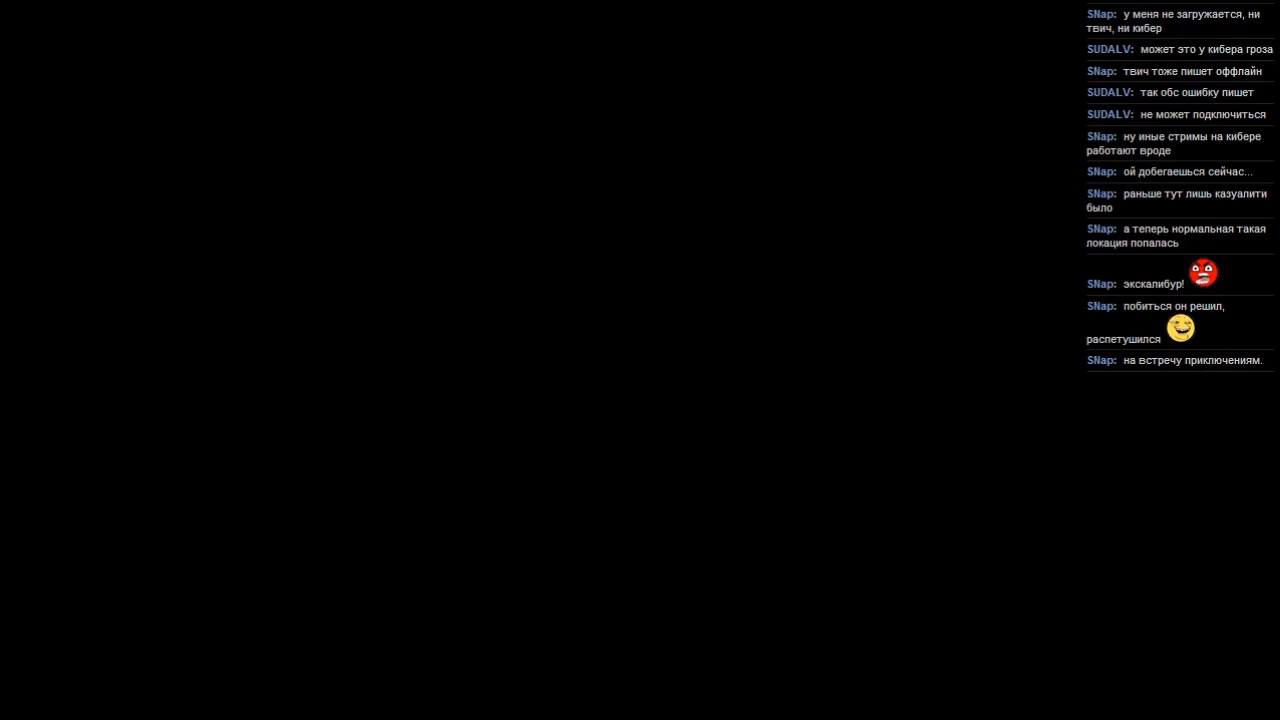 SNap: у меня не загружается, ни
твич, ни кибер
SUDALV: может это у кибера гроза
SNap: твич тоже пишет оффлайн
SUDALV: так обс ошибку пишет
SUDALV: не может подключиться
SNap: ну иные стримы на кибере
работают вроде
SNap: ой добегаешься сейчас...
SNap: раньше тут лишь казуалити
было
SNap: а теперь нормальная такая
локация попалась
SNap: экскалибур!
SNap: побиться он решил,
распетушился
SNap: на встречу приключениям.